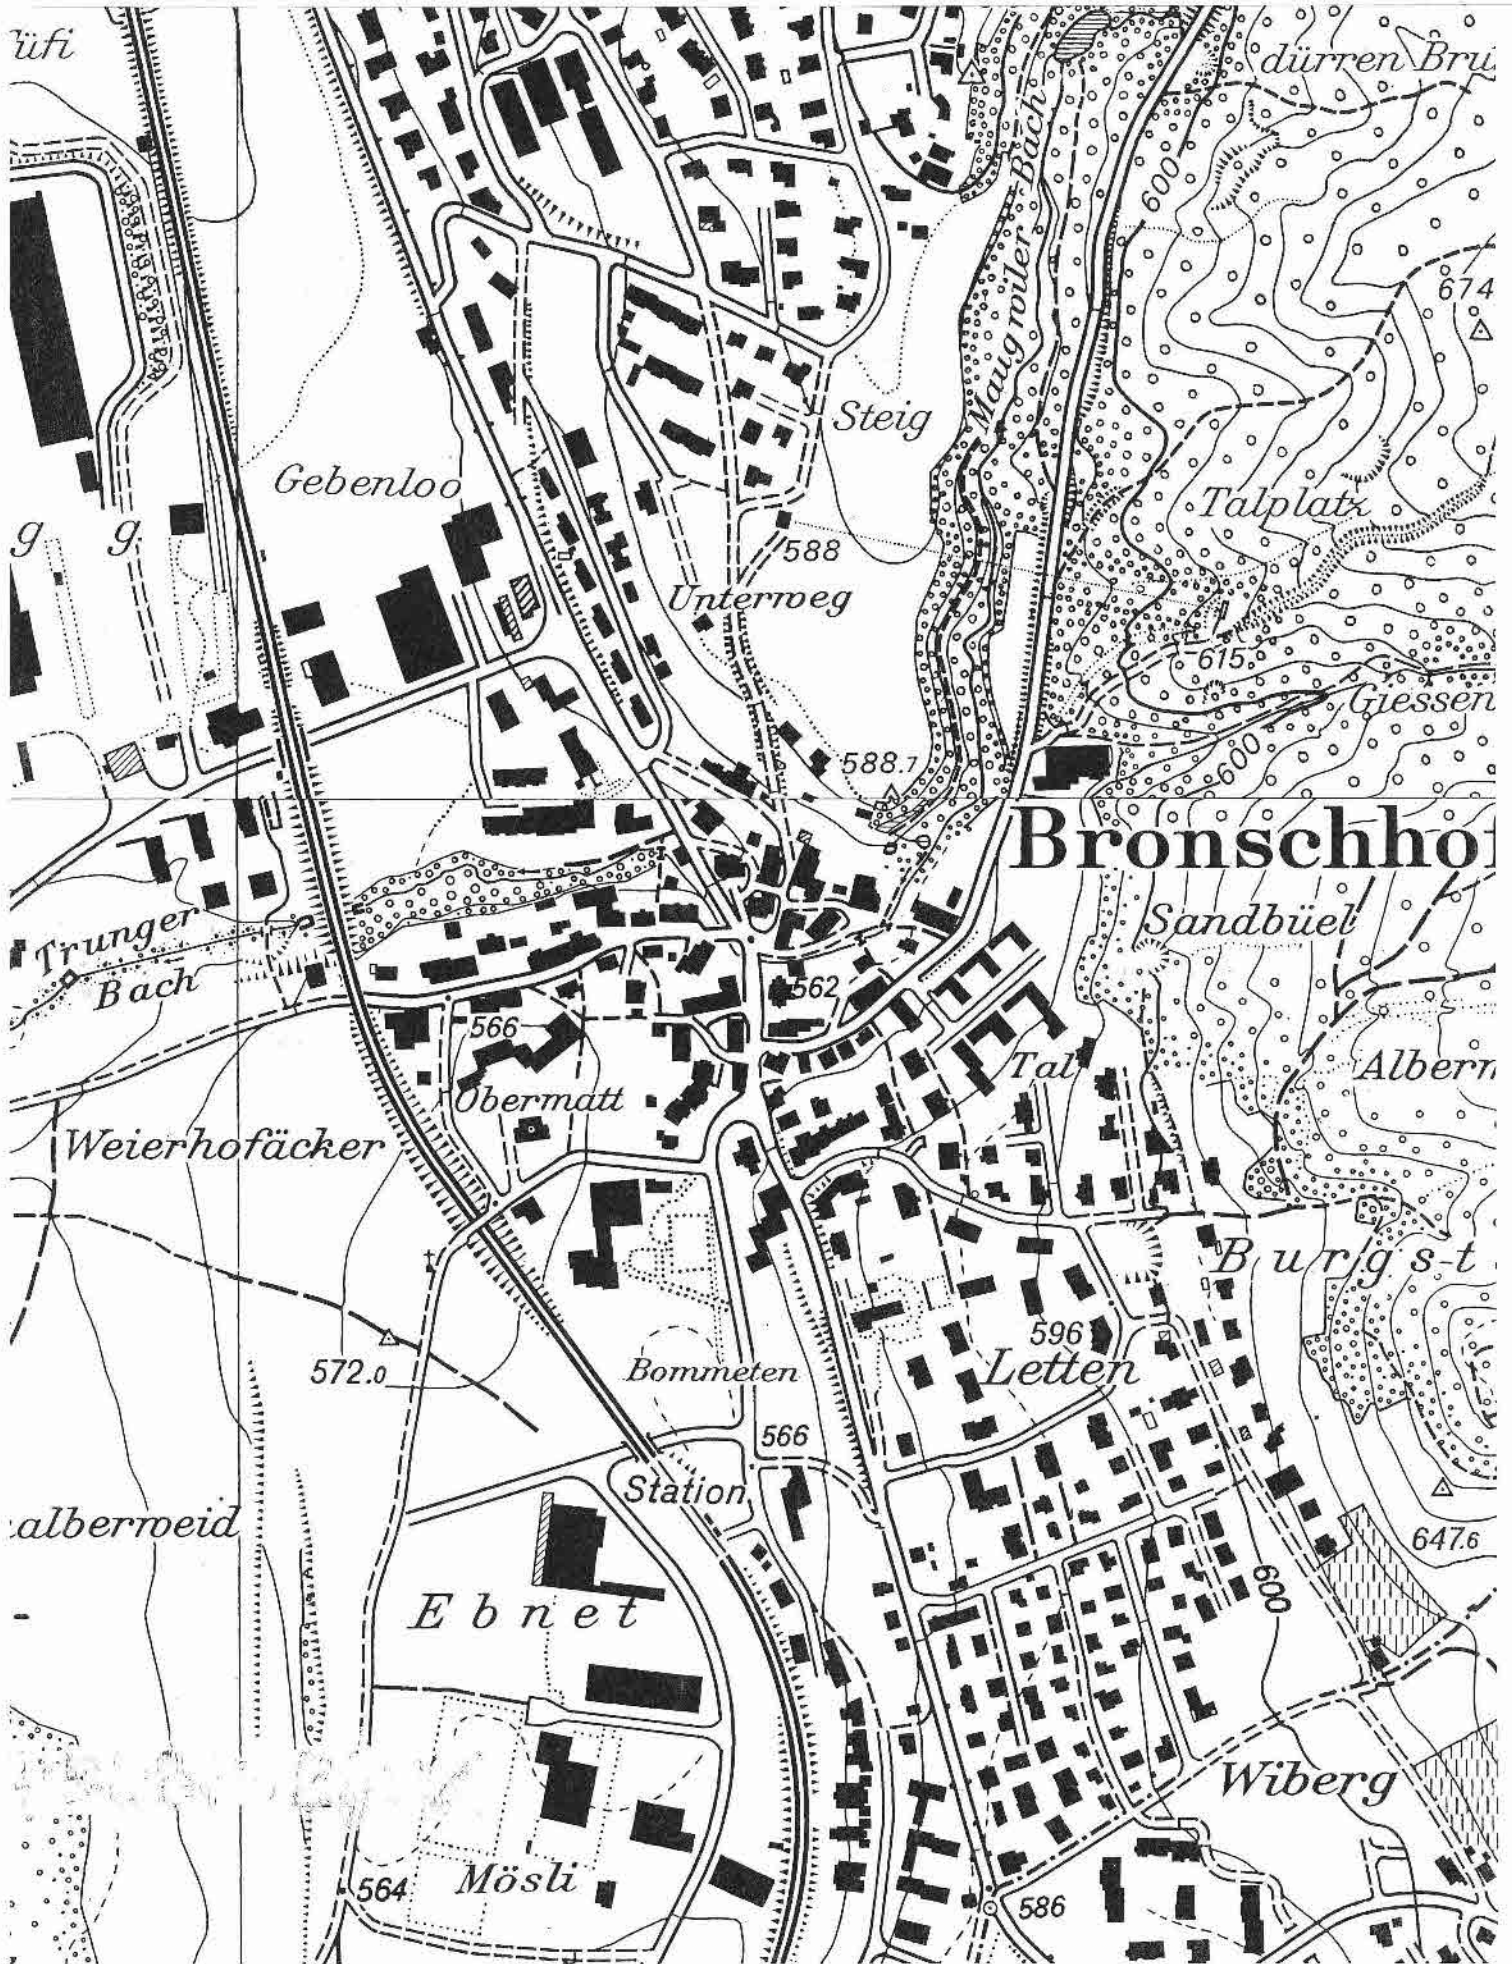 üfi
dürren Bru
Bach
600
Maugwiler
674
Steig
Gebenloo
Talplatz
g g
588
Unterweg
615
Giessen
588.7
600
Bronschhof
Trunger
Bach
Sandbüel
562
566
Tal
Albern
Obermatt
Weierhofäcker
Burgst
596
572.0
Bommeten
Letten
566
Station
alberweid
647.6
Ebnet
600
Wiberg
Mösli
564
586